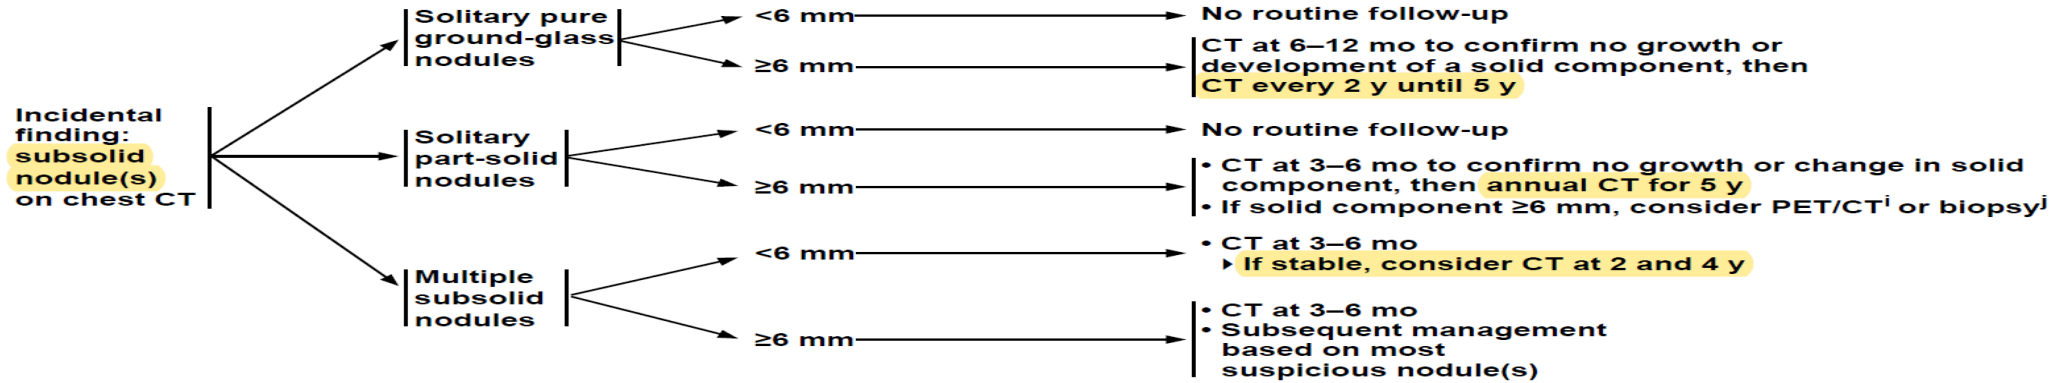 Incidental
finding:
subsolid
nodule(s)
on chest CT
Solitary pure
ground-glass
nodules
<6 mm
No routine follow-up
≥6 mm
CT at 6–12 mo to confirm no growth or
development of a solid component, then
CT every 2 y until 5 y
Solitary
part-solid
nodules
<6 mm
No routine follow-up
≥6 mm
• CT at 3–6 mo to confirm no growth or change in solid
component, then annual CT for 5 y
• If solid component ≥6 mm, consider PET/CTⁱ or biopsyʲ
Multiple
subsolid
nodules
<6 mm
• CT at 3–6 mo
▸ If stable, consider CT at 2 and 4 y
≥6 mm
• CT at 3–6 mo
• Subsequent management
based on most
suspicious nodule(s)